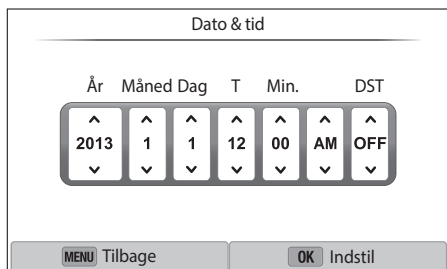 Dato & tid
År Måned Dag T Min. DST
2013 1 1 12 00 AM OFF
MENU Tilbage OK Indstil